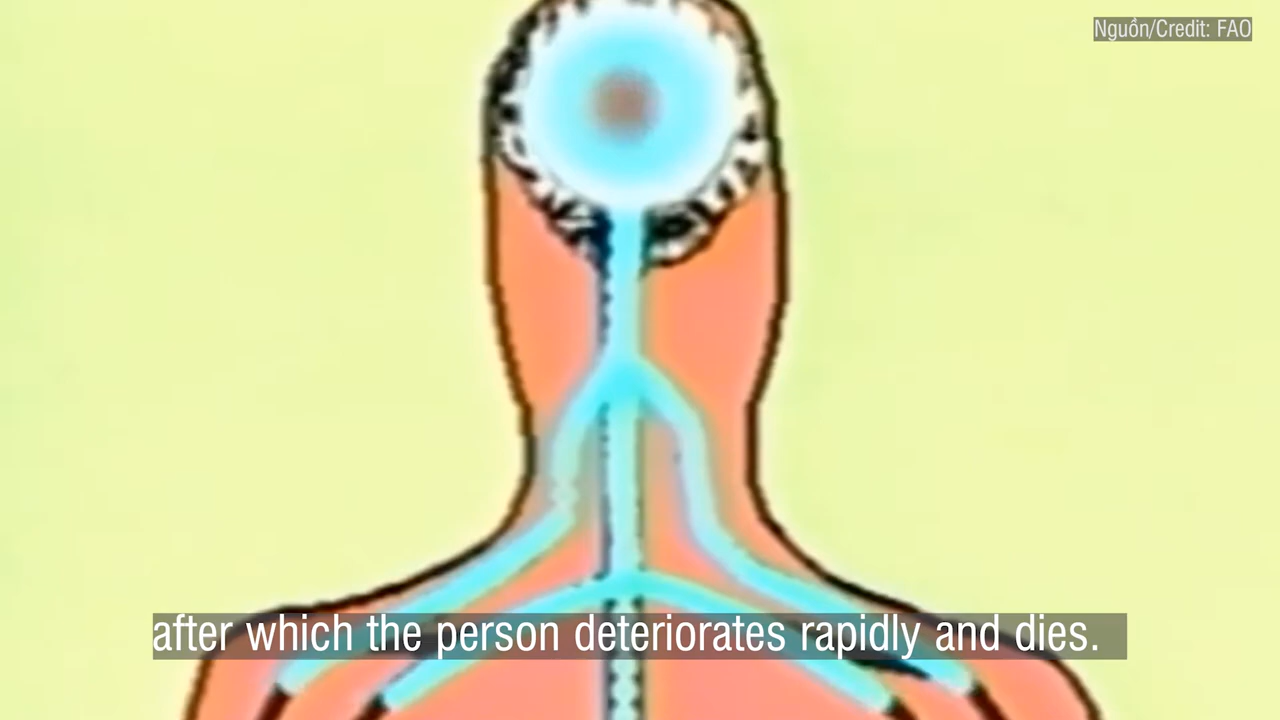 Nguồn/Credit: FAO
after which the person deteriorates rapidly and dies.